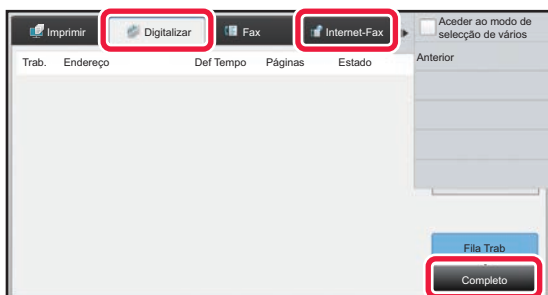 Imprimir Digitalizar Fax Internet-Fax
Aceder ao modo de
selecção de vários
Trab. Endereço Def Tempo Páginas Estado
Anterior
Fila Trab
Completo